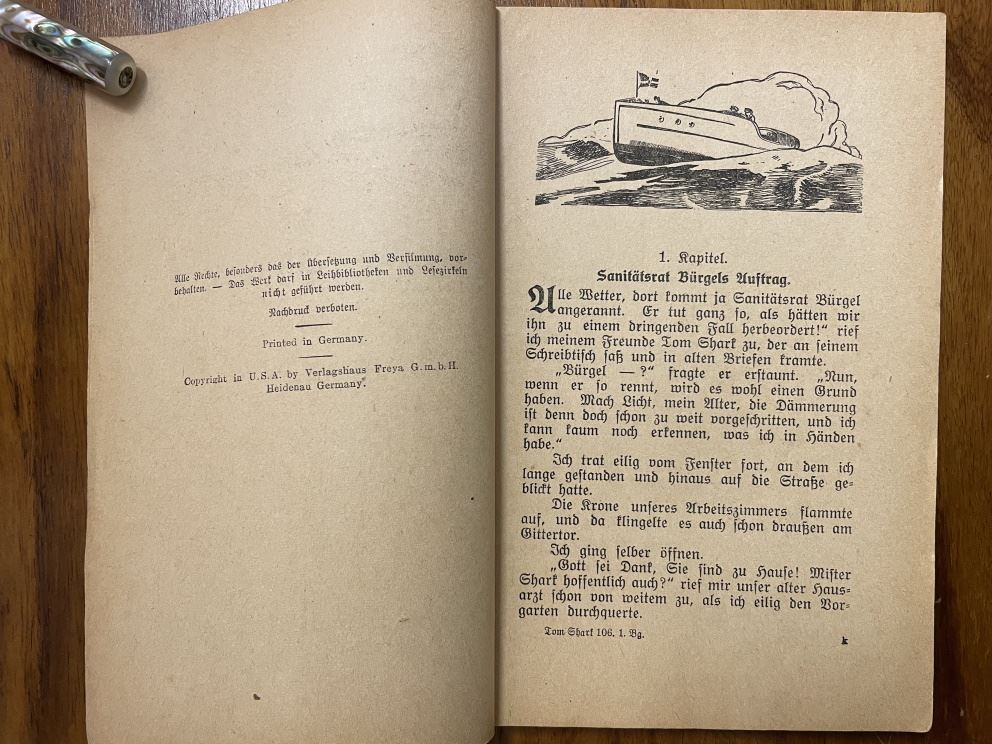 Alle Rechte, besonders das der Übersetzung und Verfilmung, vor-
behalten. — Das Werk darf in Leihbibliotheken und Lesezirkeln
nicht geführt werden.
Nachdruck verboten.
Printed in Germany.
Copyright in U.S.A. by Verlagshaus Freya G.m.b.H.
Heidenau Germany.
1. Kapitel.
Sanitätsrat Bürgels Auftrag.
Alle Wetter, dort kommt ja Sanitätsrat Bürgel
angerannt. Er tut ganz so, als hätten wir
ihn zu einem dringenden Fall herbeordert!“ rief
ich meinem Freunde Tom Shark zu, der an seinem
Schreibtisch saß und in alten Briefen kramte.
„Bürgel — ?“ fragte er erstaunt. „Nun,
wenn er so rennt, wird es wohl einen Grund
haben. Mach Licht, mein Alter, die Dämmerung
ist denn doch schon zu weit vorgeschritten, und ich
kann kaum noch erkennen, was ich in Händen
habe.“
Ich trat eilig vom Fenster fort, an dem ich
lange gestanden und hinaus auf die Straße ge-
blickt hatte.
Die Krone unseres Arbeitszimmers flammte
auf, und da klingelte es auch schon draußen am
Gittertor.
Ich ging selber öffnen.
„Gott sei Dank, Sie sind zu Hause! Mister
Shark hoffentlich auch?“ rief mir unser alter Haus-
arzt schon von weitem zu, als ich eilig den Vor-
garten durchquerte.
Tom Shark 106. 1. Bg.
k